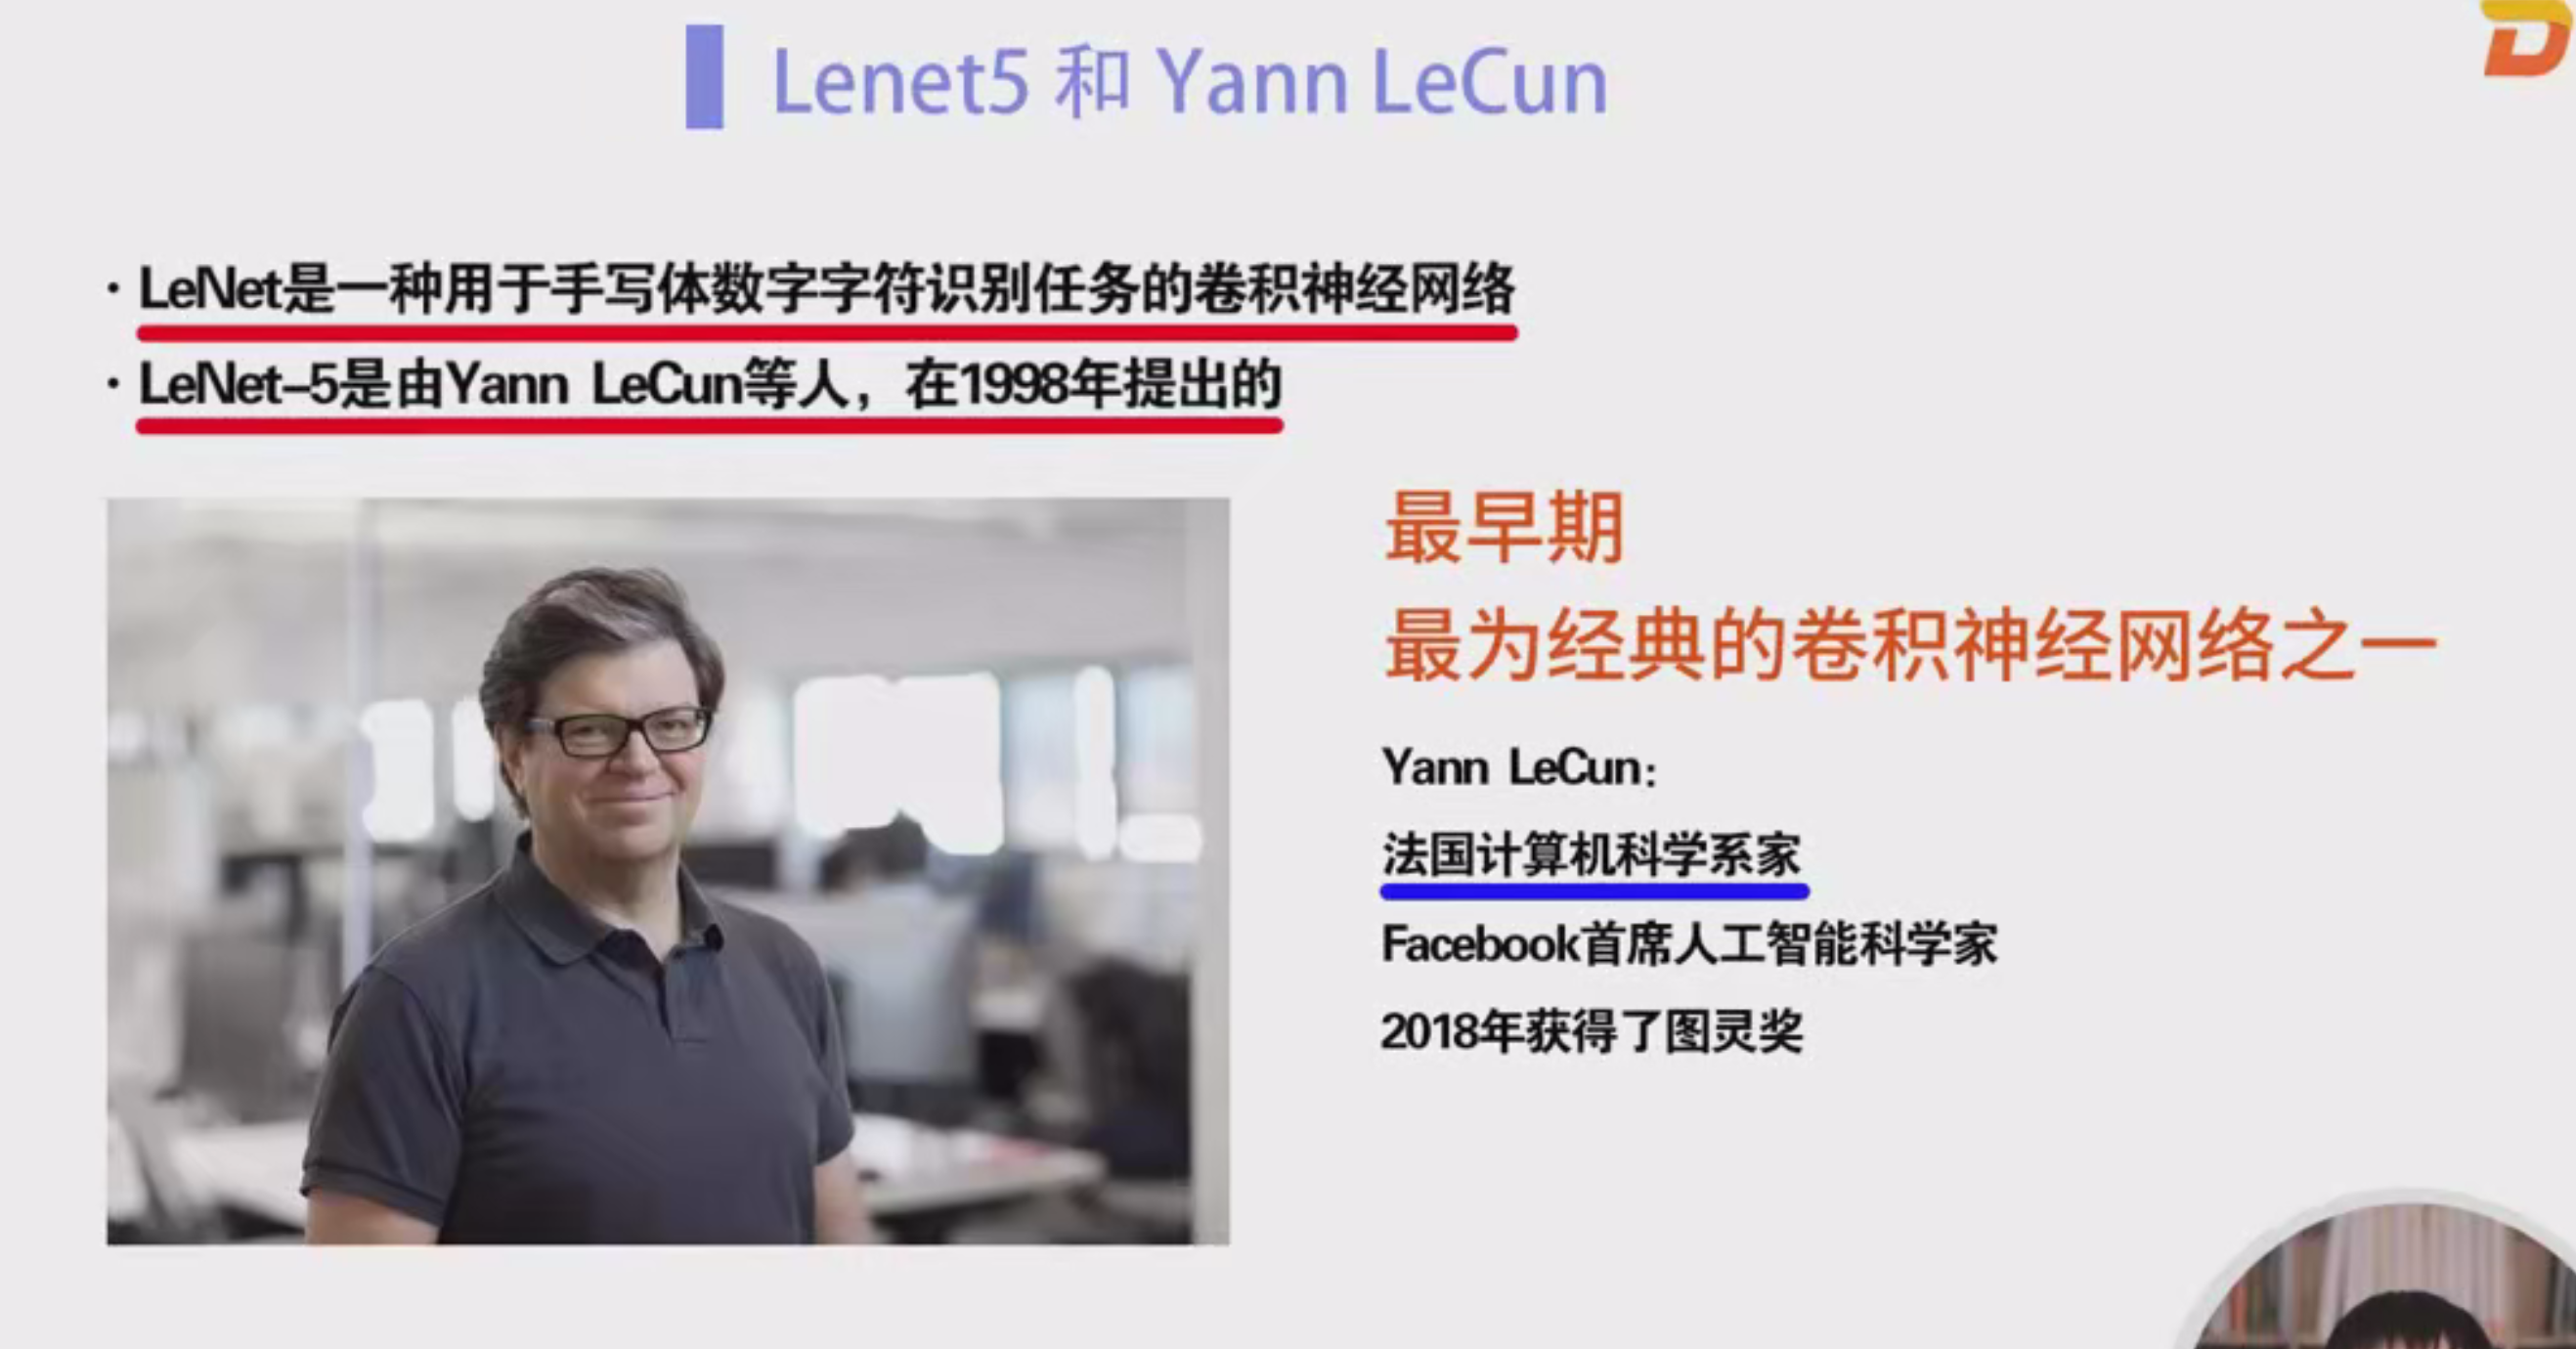 Lenet5 和 Yann LeCun
· LeNet是一种用于手写体数字字符识别任务的卷积神经网络
· LeNet-5是由Yann LeCun等人，在1998年提出的
最早期
最为经典的卷积神经网络之一
Yann LeCun：
法国计算机科学系家
Facebook首席人工智能科学家
2018年获得了图灵奖